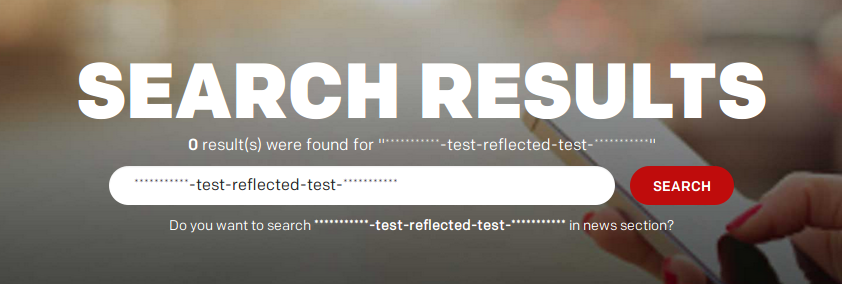 SEARCH RESULTS
0 result(s) were found for "***********-test-reflected-test-***********"
***********-test-reflected-test-***********
SEARCH
Do you want to search ***********-test-reflected-test-*********** in news section?